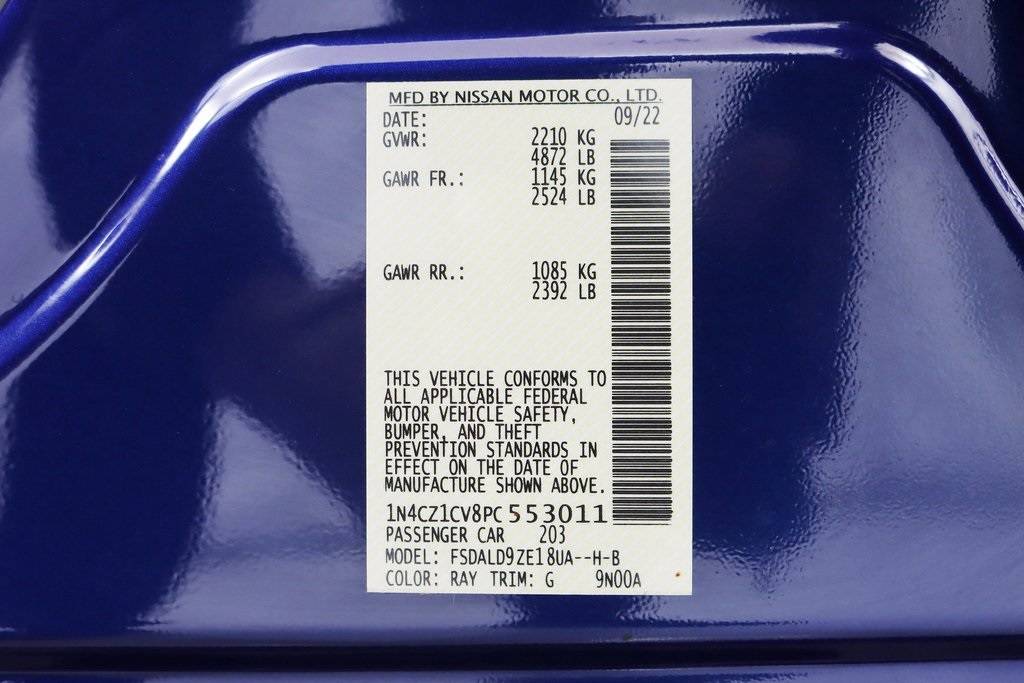 MFD BY NISSAN MOTOR CO., LTD.
DATE: 09/22
GVWR: 2210 KG
4872 LB
GAWR FR.: 1145 KG
2524 LB
GAWR RR.: 1085 KG
2392 LB
THIS VEHICLE CONFORMS TO
ALL APPLICABLE FEDERAL
MOTOR VEHICLE SAFETY,
BUMPER, AND THEFT
PREVENTION STANDARDS IN
EFFECT ON THE DATE OF
MANUFACTURE SHOWN ABOVE.
1N4CZ1CV8PC553011
PASSENGER CAR 203
MODEL: FSDALD9ZE18UA--H-B
COLOR: RAY TRIM: G 9N00A